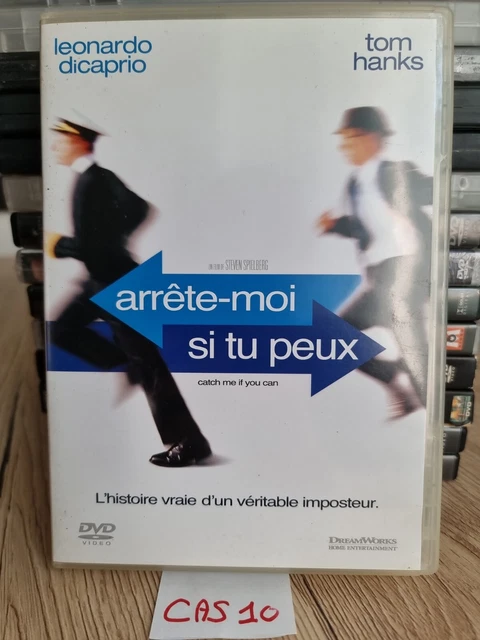 leonardo
dicaprio
tom
hanks
un film de STEVEN SPIELBERG
arrête-moi
si tu peux
catch me if you can
L'histoire vraie d'un véritable imposteur.
DVD
VIDEO
DREAMWORKS
HOME ENTERTAINMENT
CAS 10